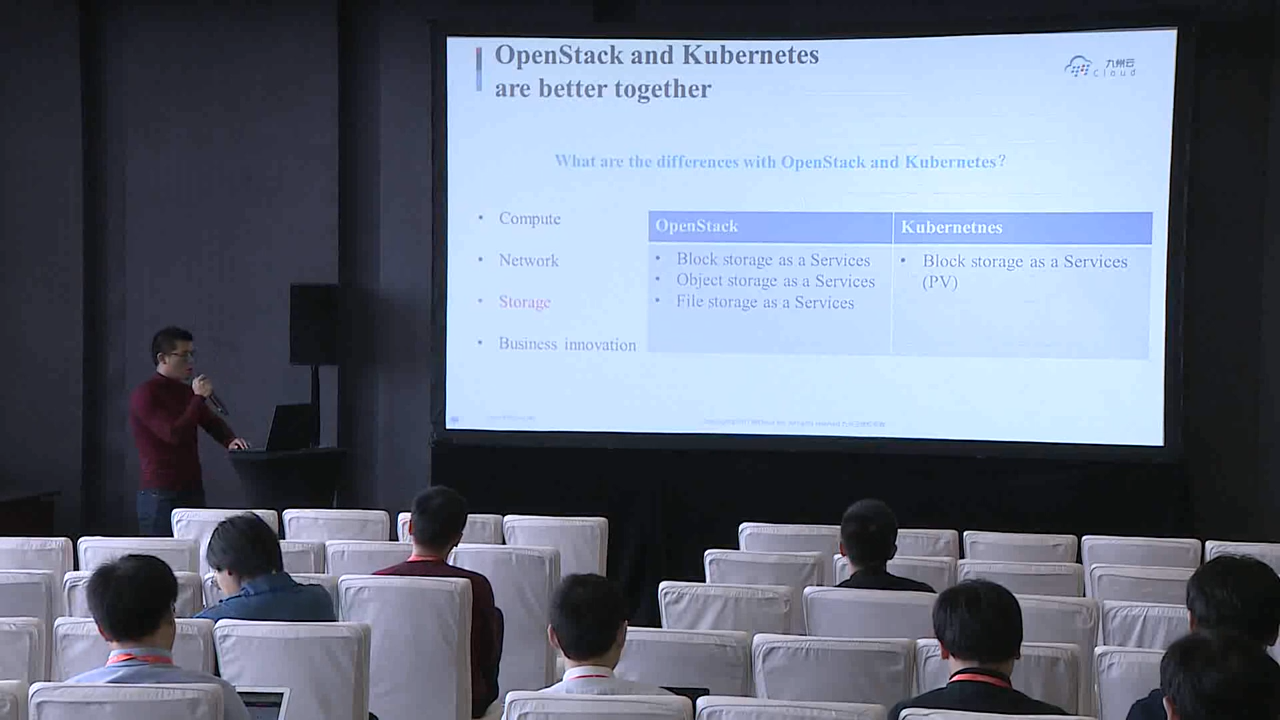 OpenStack and Kubernetes
are better together
九州云
Cloud
What are the differences with OpenStack and Kubernetes?
• Compute
• Network
• Storage
• Business innovation
OpenStack
• Block storage as a Services
• Object storage as a Services
• File storage as a Services
Kubernetnes
• Block storage as a Services
(PV)